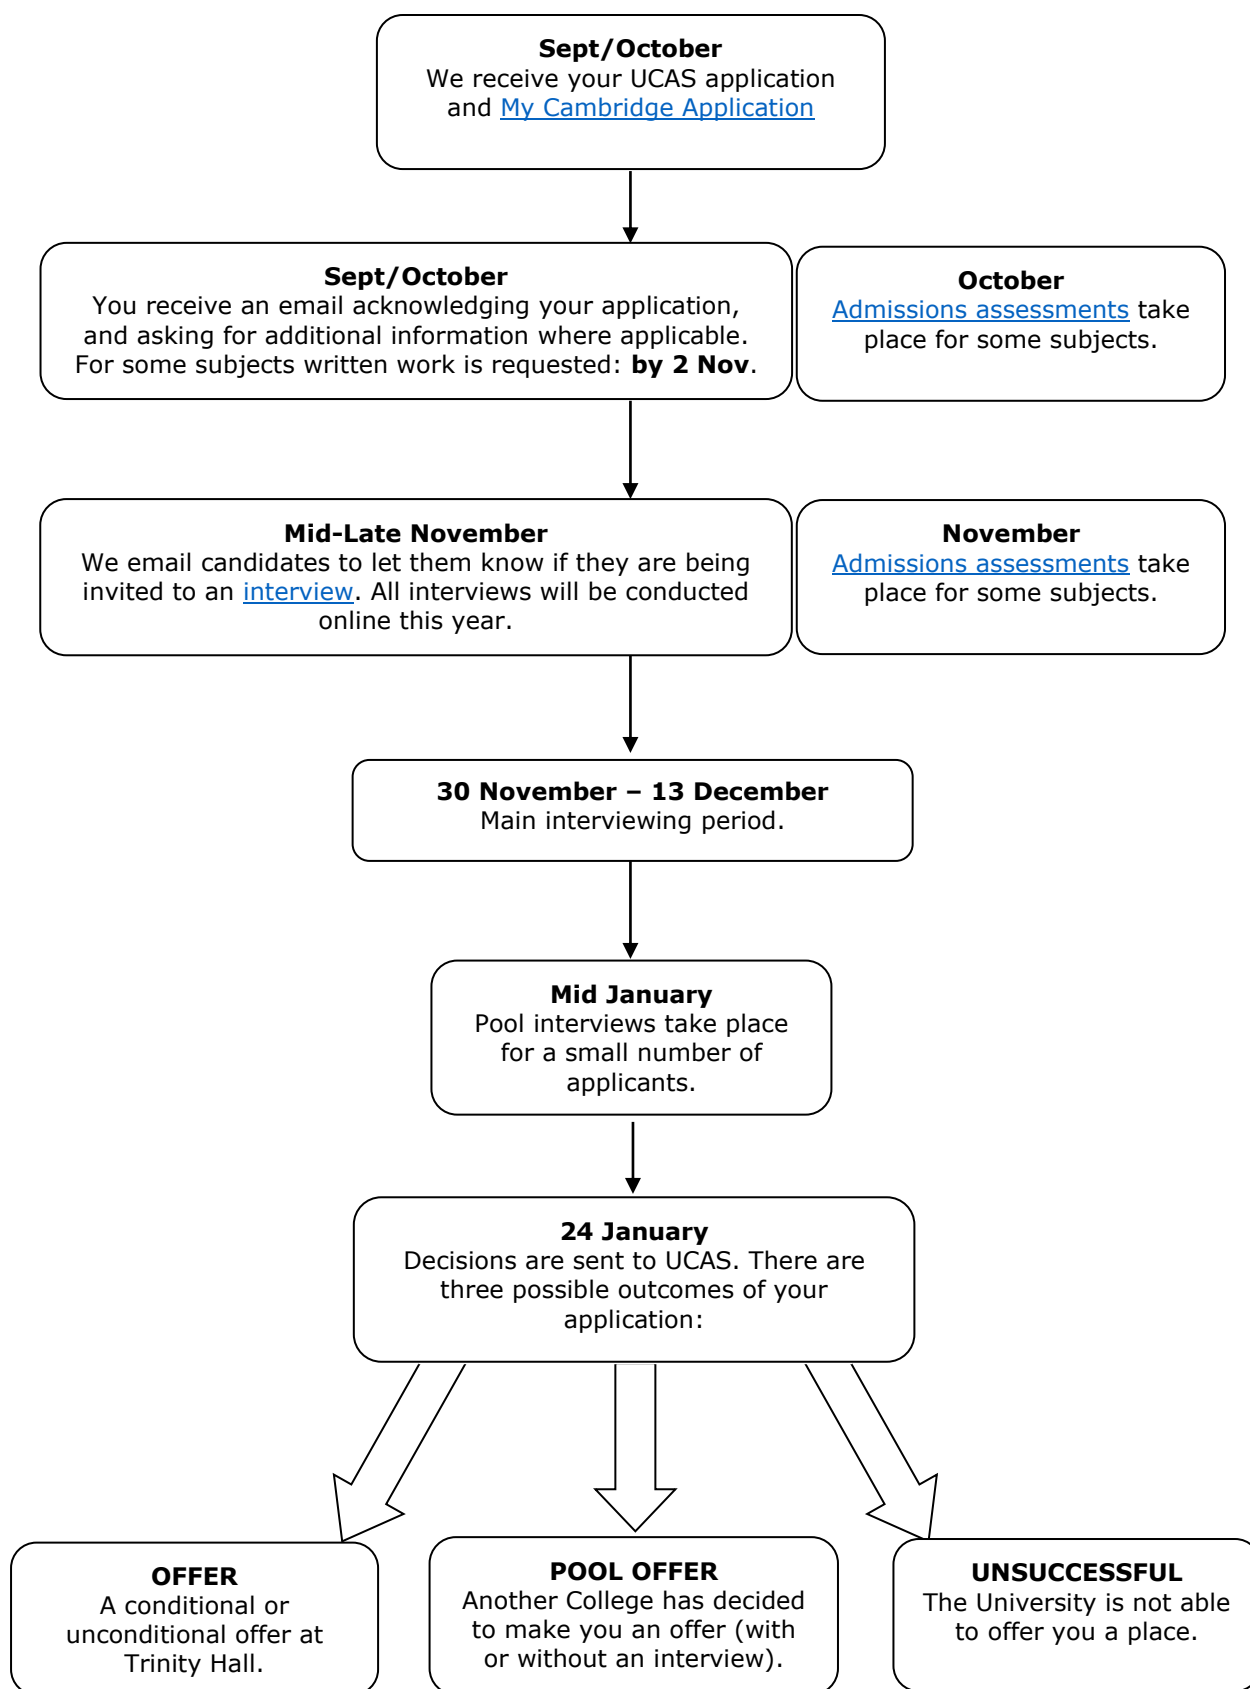 Sept/October
We receive your UCAS application
and My Cambridge Application
Sept/October
You receive an email acknowledging your application,
and asking for additional information where applicable.
For some subjects written work is requested: by 2 Nov.
October
Admissions assessments take
place for some subjects.
Mid-Late November
We email candidates to let them know if they are being
invited to an interview. All interviews will be conducted
online this year.
November
Admissions assessments take
place for some subjects.
30 November – 13 December
Main interviewing period.
Mid January
Pool interviews take place
for a small number of
applicants.
24 January
Decisions are sent to UCAS. There are
three possible outcomes of your
application:
OFFER
A conditional or
unconditional offer at
Trinity Hall.
POOL OFFER
Another College has decided
to make you an offer (with
or without an interview).
UNSUCCESSFUL
The University is not able
to offer you a place.